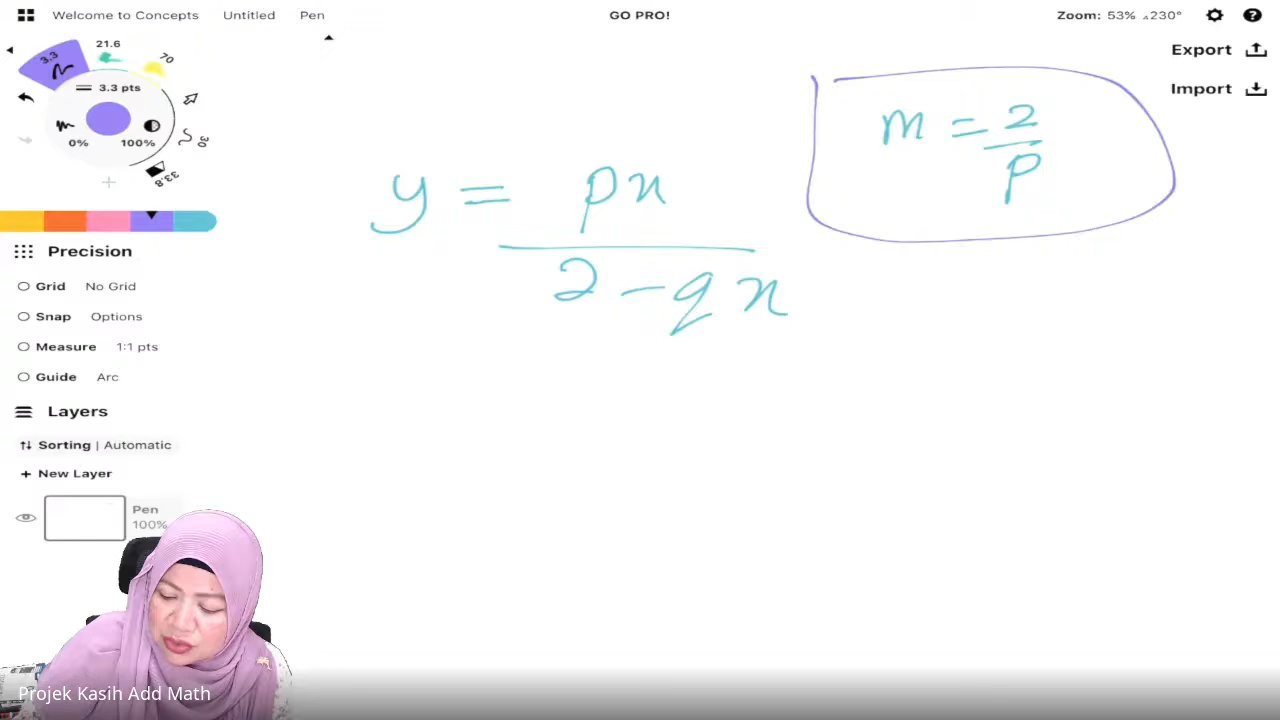 Welcome to Concepts Untitled Pen GO PRO! Zoom: 53% ⦟230°
21.6
70
3.3
3.3 pts
0% 100%
30
33.8
Export
Import
m = 2/p
y = px
2 - qx
Precision
Grid No Grid
Snap Options
Measure 1:1 pts
Guide Arc
Layers
Sorting | Automatic
+ New Layer
Pen
100%
Projek Kasih Add Math